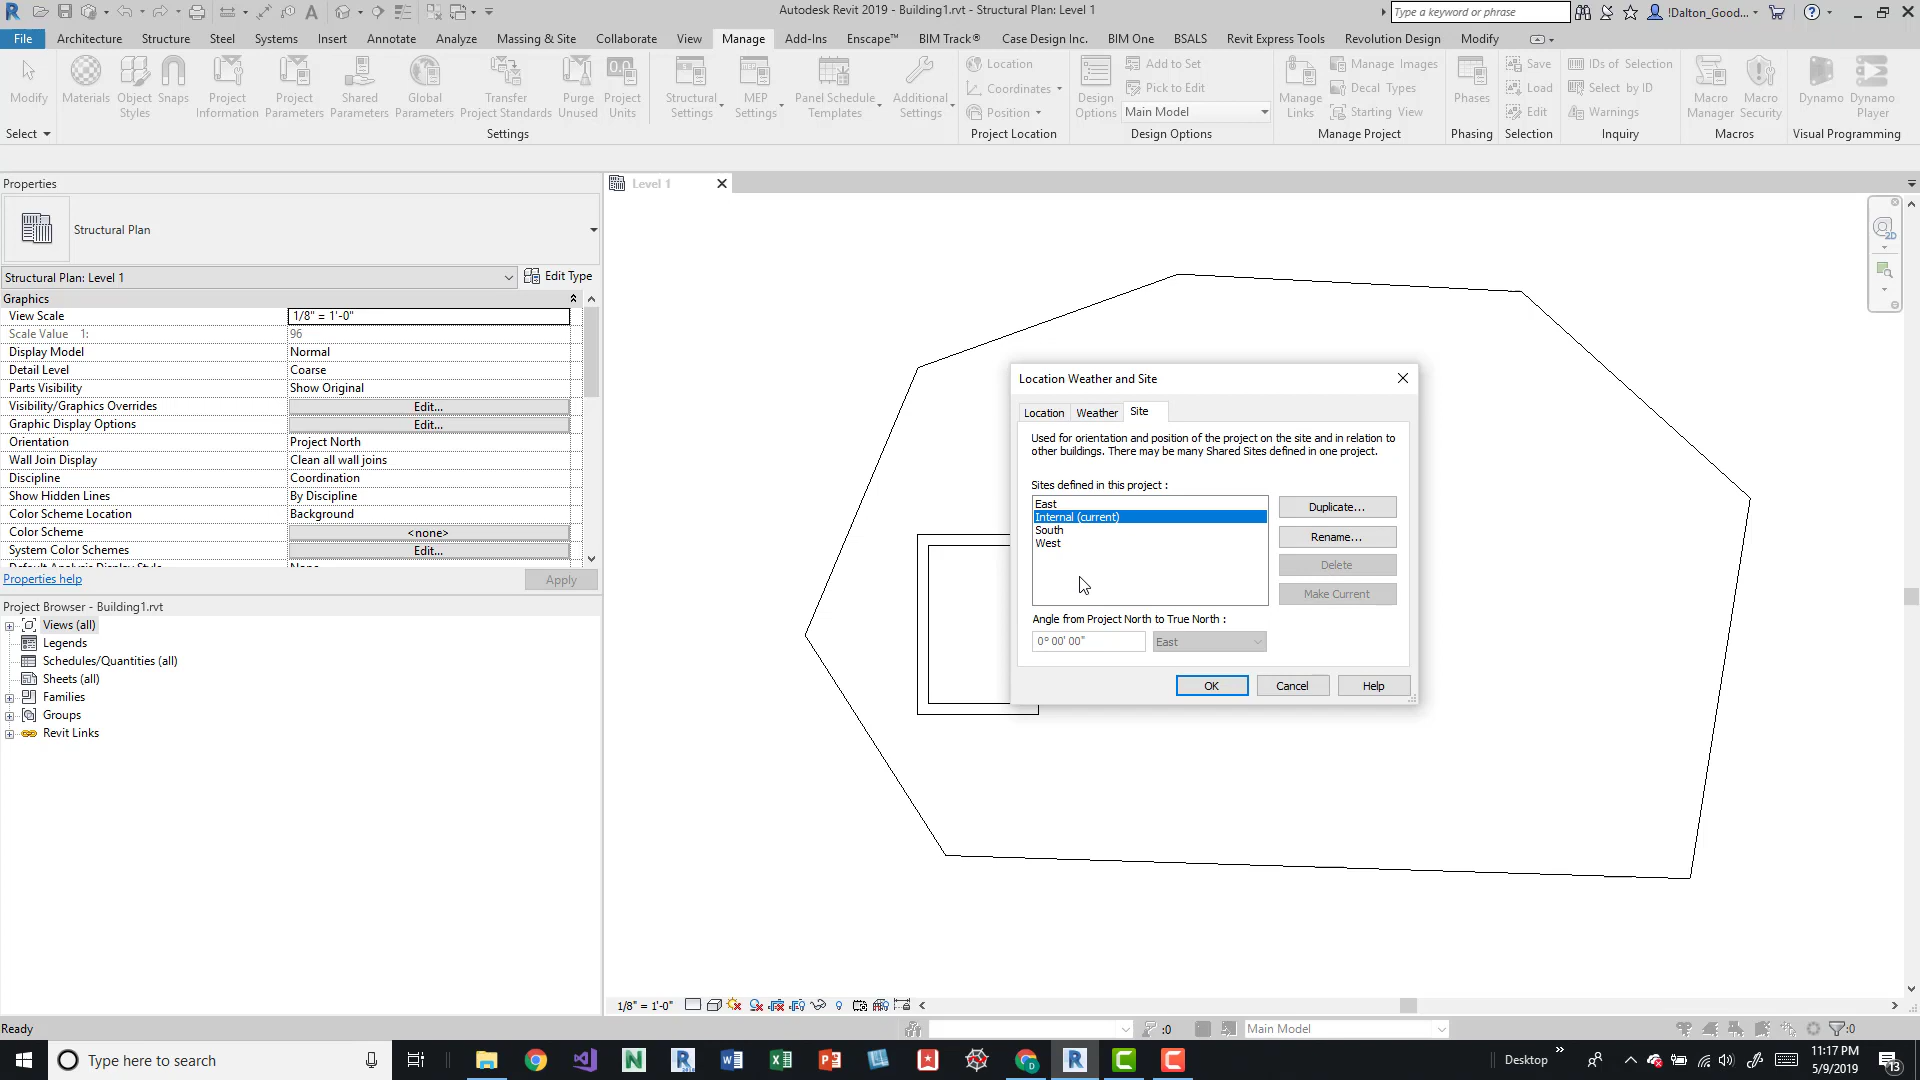 Autodesk Revit 2019 - Building1.rvt - Structural Plan: Level 1
Type a keyword or phrase
!Dalton_Good...
File Architecture Structure Steel Systems Insert Annotate Analyze Massing & Site Collaborate View Manage Add-Ins Enscape™ BIM Track® Case Design Inc. BIM One BSALS Revit Express Tools Revolution Design Modify
Modify
Materials
Object Styles
Snaps
Project Information
Project Parameters
Shared Parameters
Global Parameters
Transfer Project Standards
Purge Unused
Project Units
Structural Settings
MEP Settings
Panel Schedule Templates
Additional Settings
Location
Coordinates
Position
Design Options
Add to Set
Pick to Edit
Main Model
Manage Links
Manage Images
Decal Types
Starting View
Phases
Save
Load
Edit
IDs of Selection
Select by ID
Warnings
Macro Manager
Macro Security
Dynamo
Dynamo Player
Select
Settings
Project Location
Design Options
Manage Project
Phasing
Selection
Inquiry
Macros
Visual Programming
Properties
Structural Plan
Structural Plan: Level 1
Edit Type
Graphics
View Scale 1/8" = 1'-0"
Scale Value 1: 96
Display Model Normal
Detail Level Coarse
Parts Visibility Show Original
Visibility/Graphics Overrides Edit...
Graphic Display Options Edit...
Orientation Project North
Wall Join Display Clean all wall joins
Discipline Coordination
Show Hidden Lines By Discipline
Color Scheme Location Background
Color Scheme <none>
System Color Schemes Edit...
Properties help
Apply
Project Browser - Building1.rvt
Views (all)
Legends
Schedules/Quantities (all)
Sheets (all)
Families
Groups
Revit Links
Level 1
2D
Location Weather and Site
Location Weather Site
Used for orientation and position of the project on the site and in relation to
other buildings. There may be many Shared Sites defined in one project.
Sites defined in this project :
East
Internal (current)
South
West
Duplicate...
Rename...
Delete
Make Current
Angle from Project North to True North :
0° 00' 00"
East
OK
Cancel
Help
1/8" = 1'-0"
Ready
:0
Main Model
:0
Type here to search
Desktop
11:17 PM
5/9/2019
13